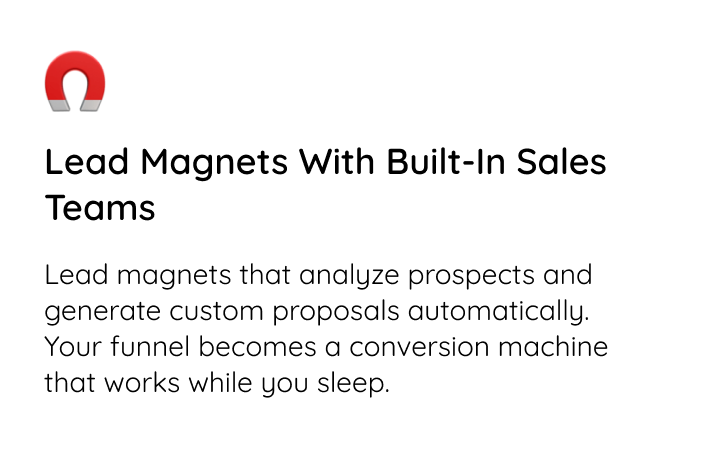 Lead Magnets With Built-In Sales
Teams
Lead magnets that analyze prospects and
generate custom proposals automatically.
Your funnel becomes a conversion machine
that works while you sleep.